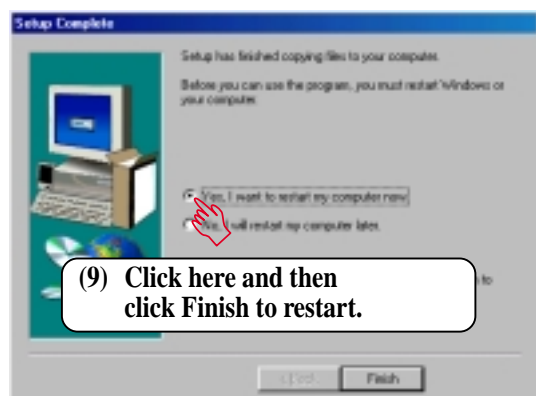 Setup Complete
Setup has finished copying files to your computer.
Before you can use the program, you must restart Windows or
your computer.
Yes, I want to restart my computer now.
No, I will restart my computer later.
(9) Click here and then
click Finish to restart.
to
Finish